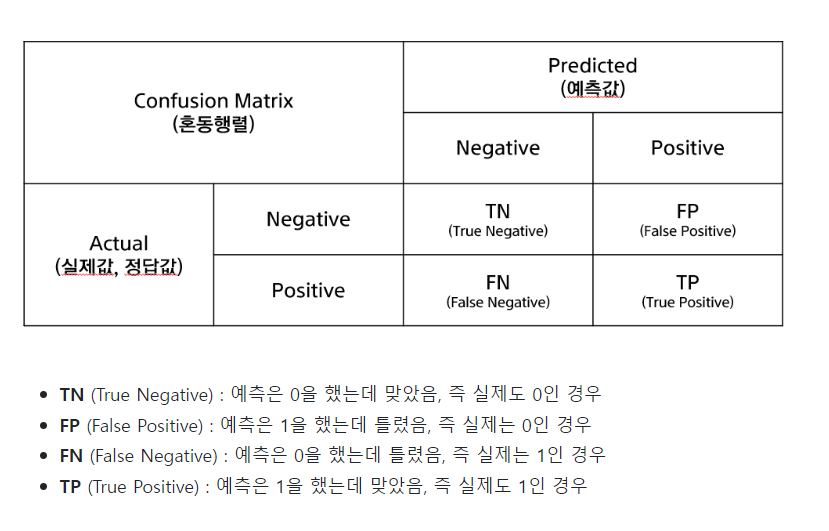 Confusion Matrix
(혼동행렬)
Predicted
(예측값)
Negative
Positive
Actual
(실제값, 정답값)
Negative
TN
(True Negative)
FP
(False Positive)
Positive
FN
(False Negative)
TP
(True Positive)
• TN (True Negative) : 예측은 0을 했는데 맞았음, 즉 실제도 0인 경우
• FP (False Positive) : 예측은 1을 했는데 틀렸음, 즉 실제는 0인 경우
• FN (False Negative) : 예측은 0을 했는데 틀렸음, 즉 실제는 1인 경우
• TP (True Positive) : 예측은 1을 했는데 맞았음, 즉 실제도 1인 경우